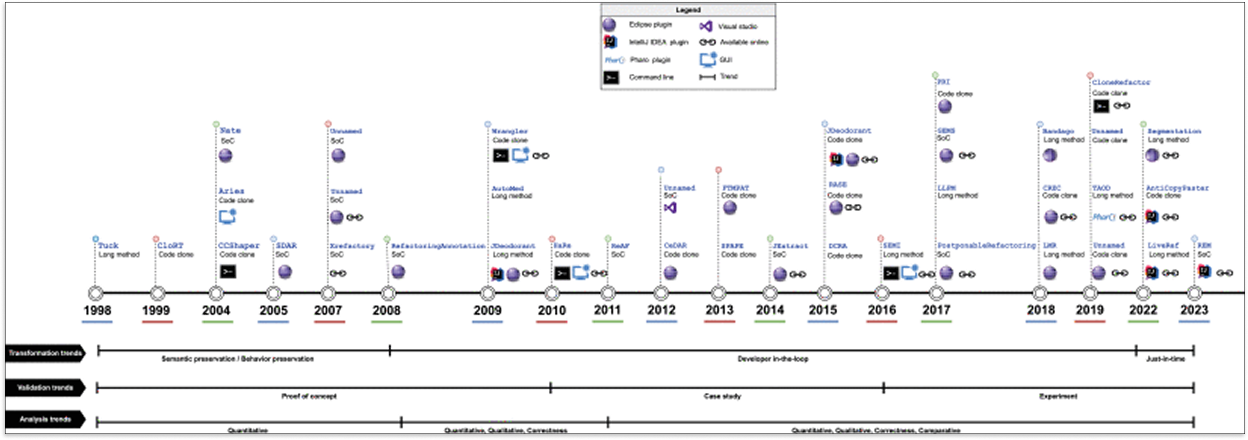 Legend
Eclipse plugin
Visual studio
IntelliJ IDEA plugin
Available online
Pharo
Pharo plugin
GUI
Command line
Trend
Tuck
Long method
CloRT
Code clone
Nate
SoC
Aries
Code clone
CCShaper
Code clone
SDAR
SoC
Unnamed
SoC
Unnamed
SoC
Xrefactory
Code clone
RefactoringAnnotation
SoC
Wrangler
Code clone
AutoMed
Long method
JDeodorant
Long method
HaRe
Code clone
ReAF
SoC
Unnamed
SoC
CeDAR
Code clone
FTMPAT
Code clone
SPAPE
Code clone
JExtract
SoC
JDeodorant
Code clone
RASE
Code clone
DCRA
Code clone
SEMI
Long method
PRI
Code clone
GEMS
SoC
LLPM
Long method
PostponableRefactoring
SoC
Bandago
Long method
CREC
Code clone
LMR
Long method
CloneRefactor
Code clone
Unnamed
Code clone
TAOD
Long method
Pharo
Unnamed
Code clone
Segmentation
Long method
AntiCopyPaster
Code clone
LiveRef
Long method
REM
SoC
1998 1999 2004 2005 2007 2008 2009 2010 2011 2012 2013 2014 2015 2016 2017 2018 2019 2022 2023
Transformation trends
Semantic preservation / Behavior preservation
Developer in-the-loop
Just-in-time
Validation trends
Proof of concept
Case study
Experiment
Analysis trends
Quantitative
Quantitative, Qualitative, Correctness
Quantitative, Qualitative, Correctness, Comparative